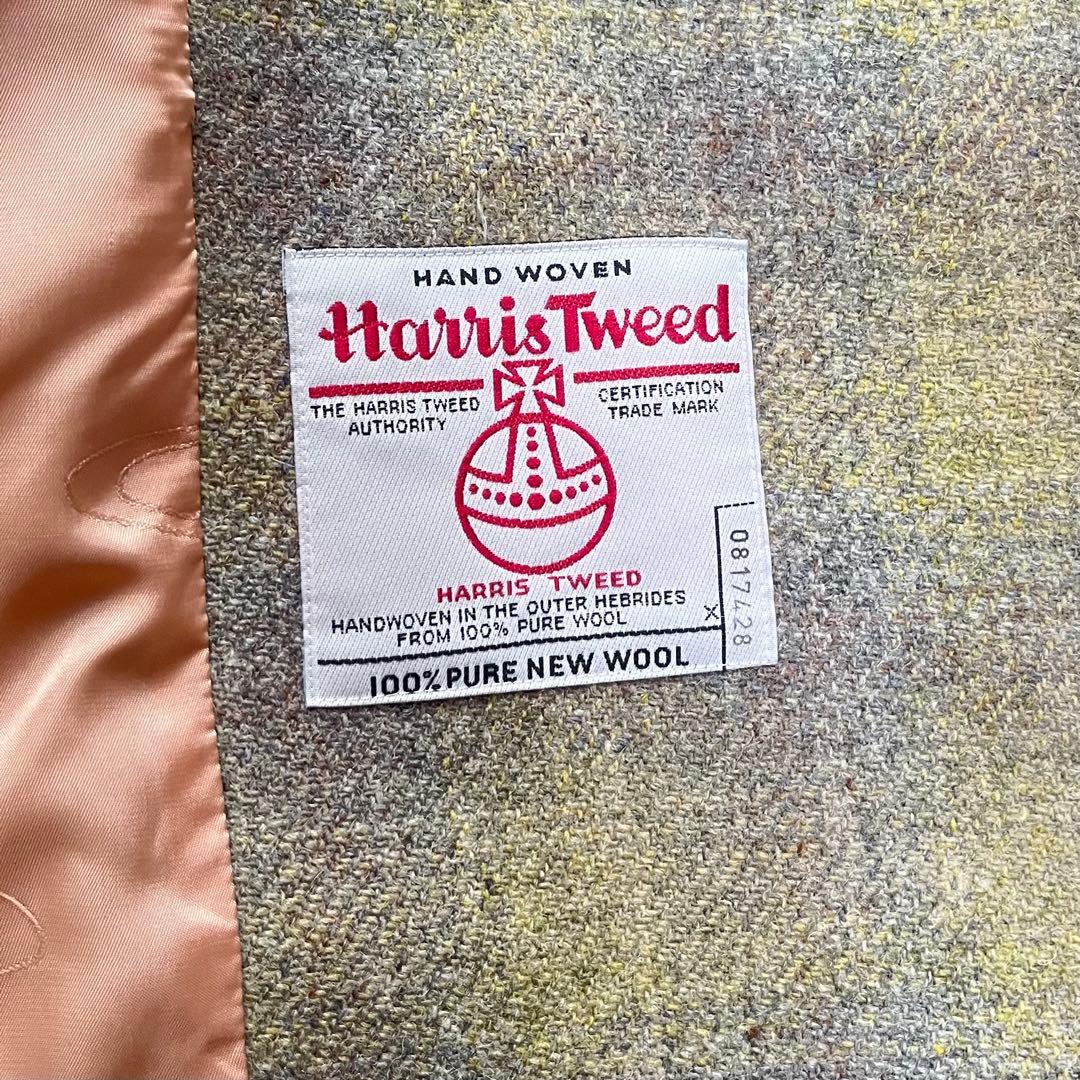 HAND WOVEN
Harris Tweed
THE HARRIS TWEED
AUTHORITY
CERTIFICATION
TRADE MARK
HARRIS TWEED
HANDWOVEN IN THE OUTER HEBRIDES
FROM 100% PURE WOOL
X
100% PURE NEW WOOL
0817428